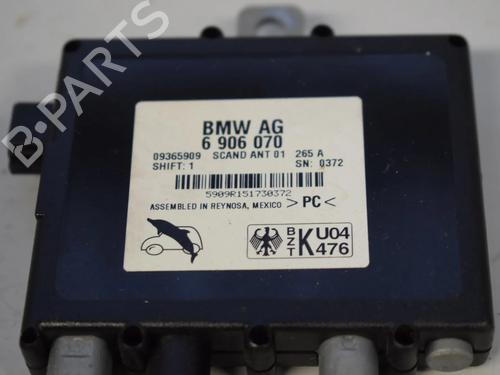 B-PARTS
BMW AG
6 906 070
09365909 SCAND ANT 01 265 A
SHIFT: 1 SN: 0372
5909R151730372
ASSEMBLED IN REYNOSA, MEXICO >PC<
BZT K U04 476